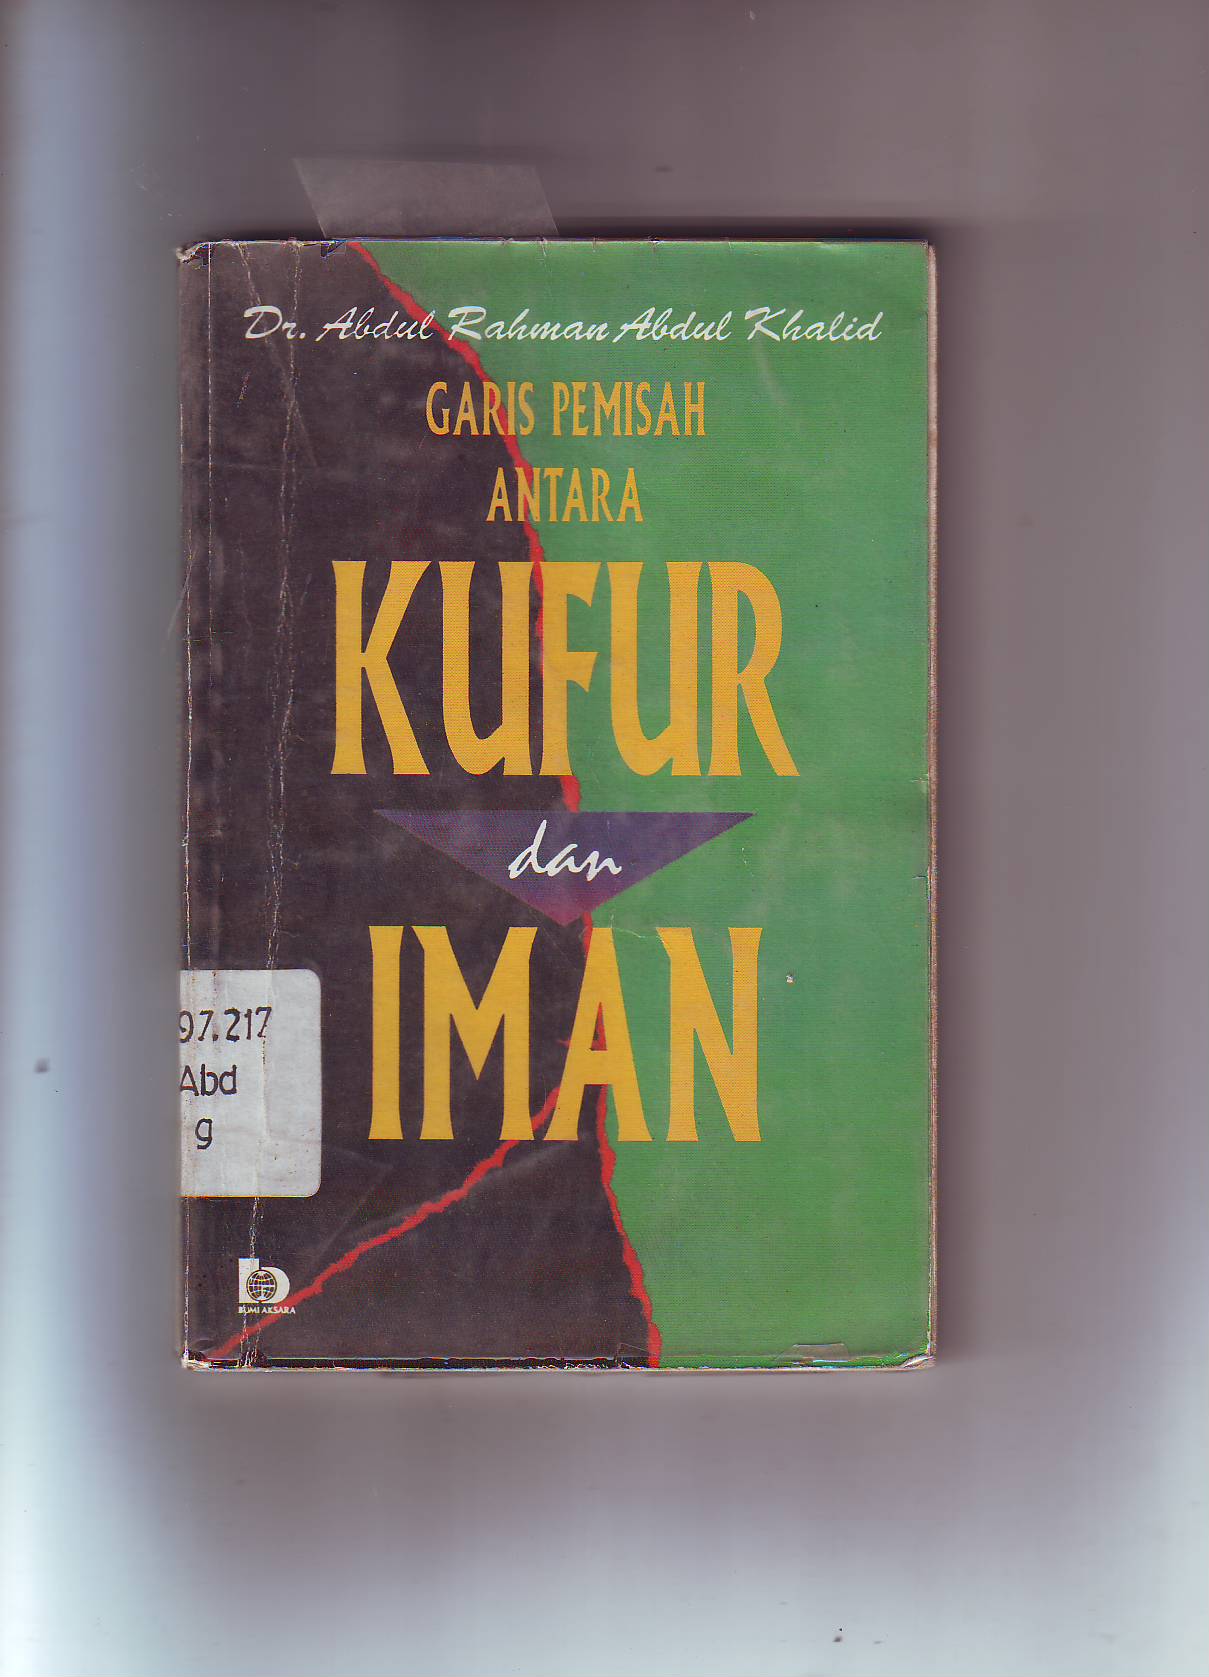 Dr. Abdul Rahman Abdul Khalid
GARIS PEMISAH
ANTARA
KUFUR
dan
IMAN
97.217
Abd
g
BUMI AKSARA